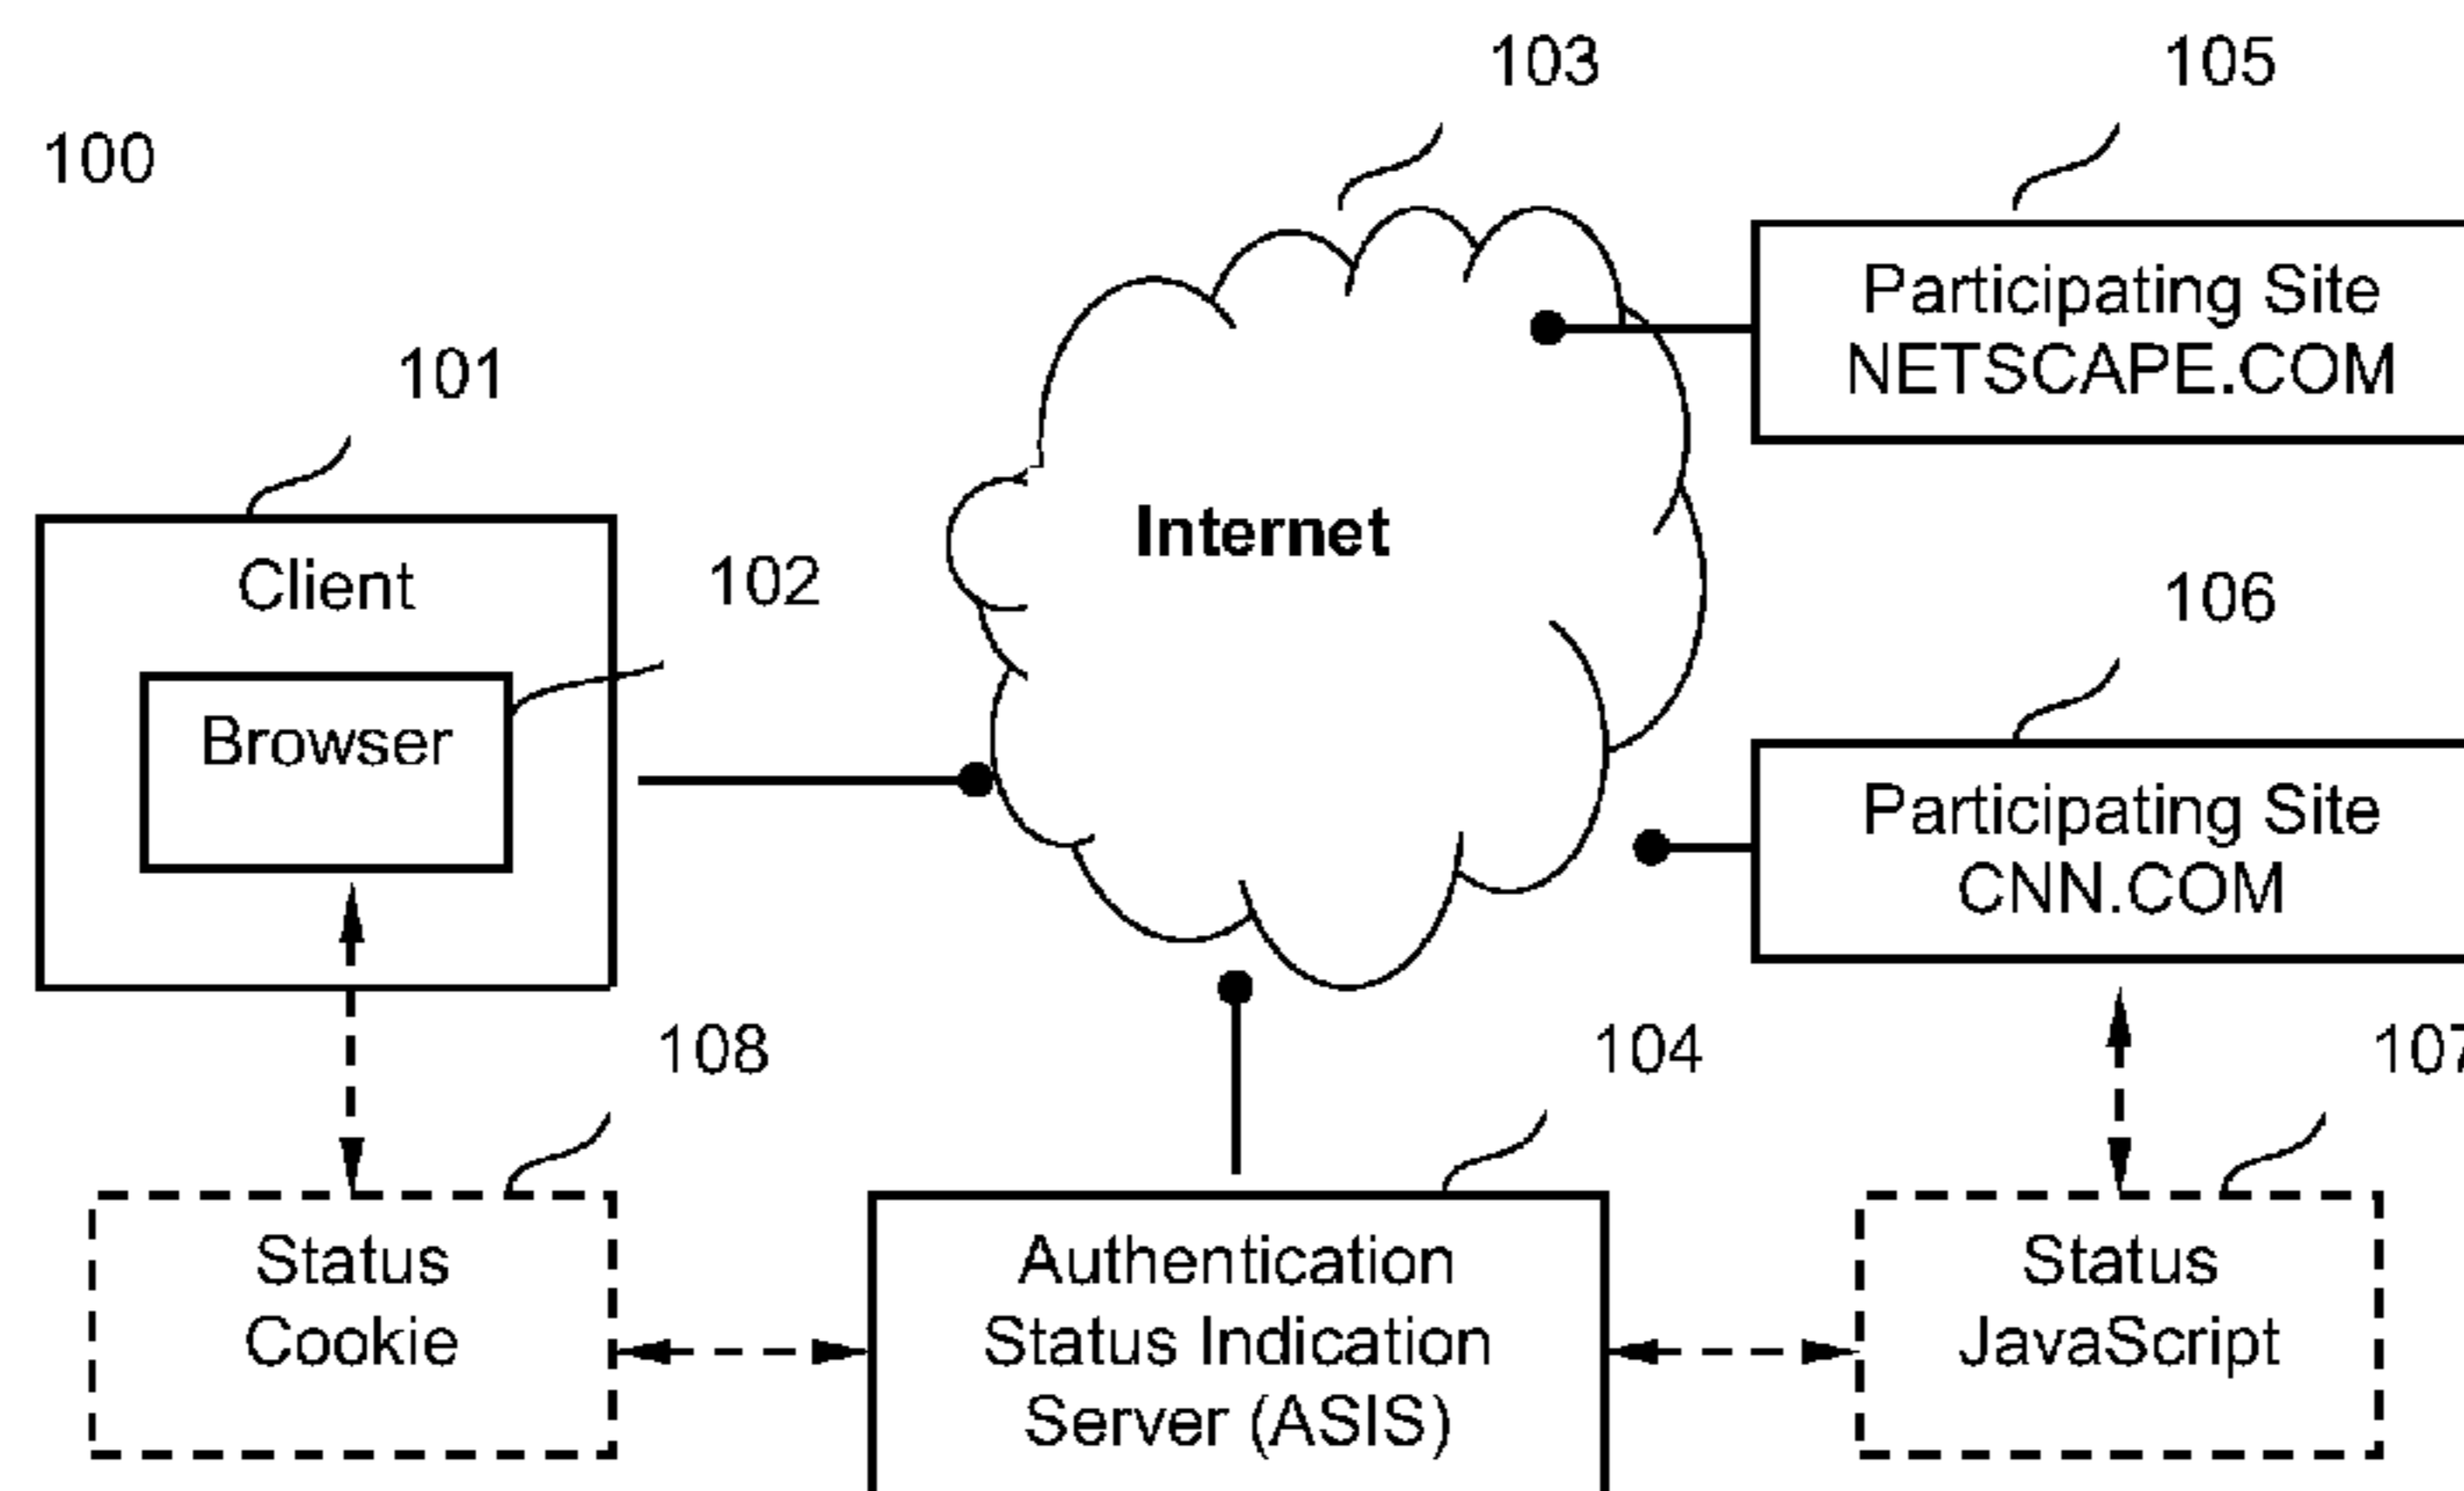 103
105
100
Participating Site
NETSCAPE.COM
101
Internet
Client
102
106
Browser
Participating Site
CNN.COM
108
104
107
Status
Cookie
Authentication
Status Indication
Server (ASIS)
Status
JavaScript